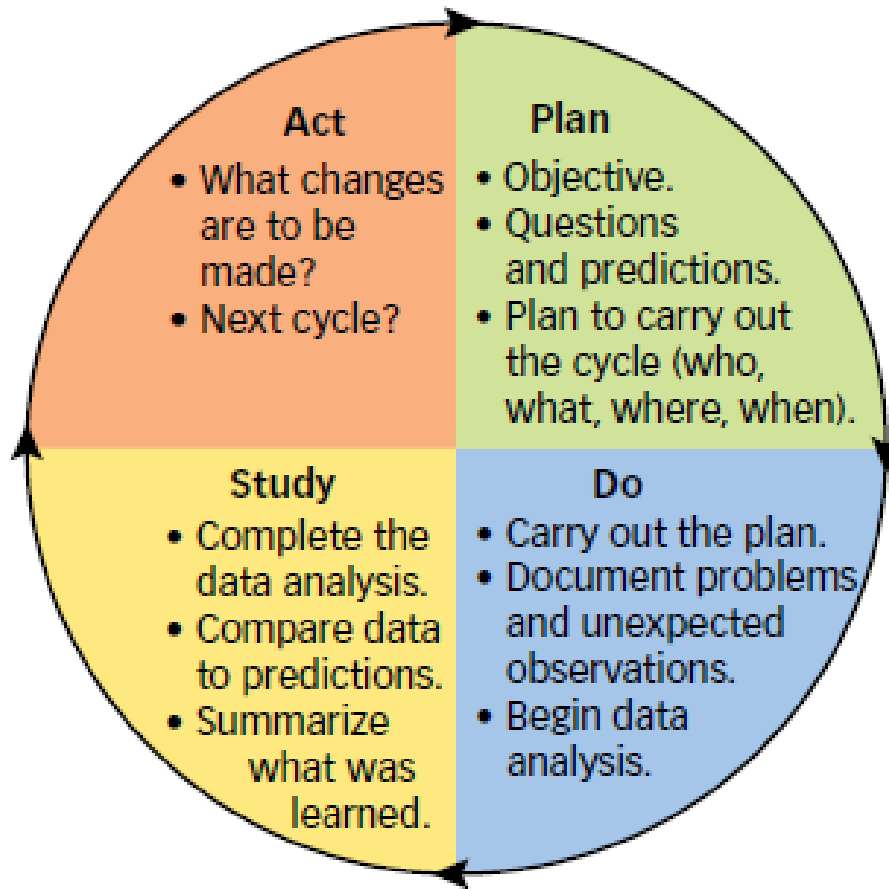 Act
• What changes
are to be
made?
• Next cycle?
Plan
• Objective.
• Questions
and predictions.
• Plan to carry out
the cycle (who,
what, where, when).
Study
• Complete the
data analysis.
• Compare data
to predictions.
• Summarize
what was
learned.
Do
• Carry out the plan.
• Document problems
and unexpected
observations.
• Begin data
analysis.